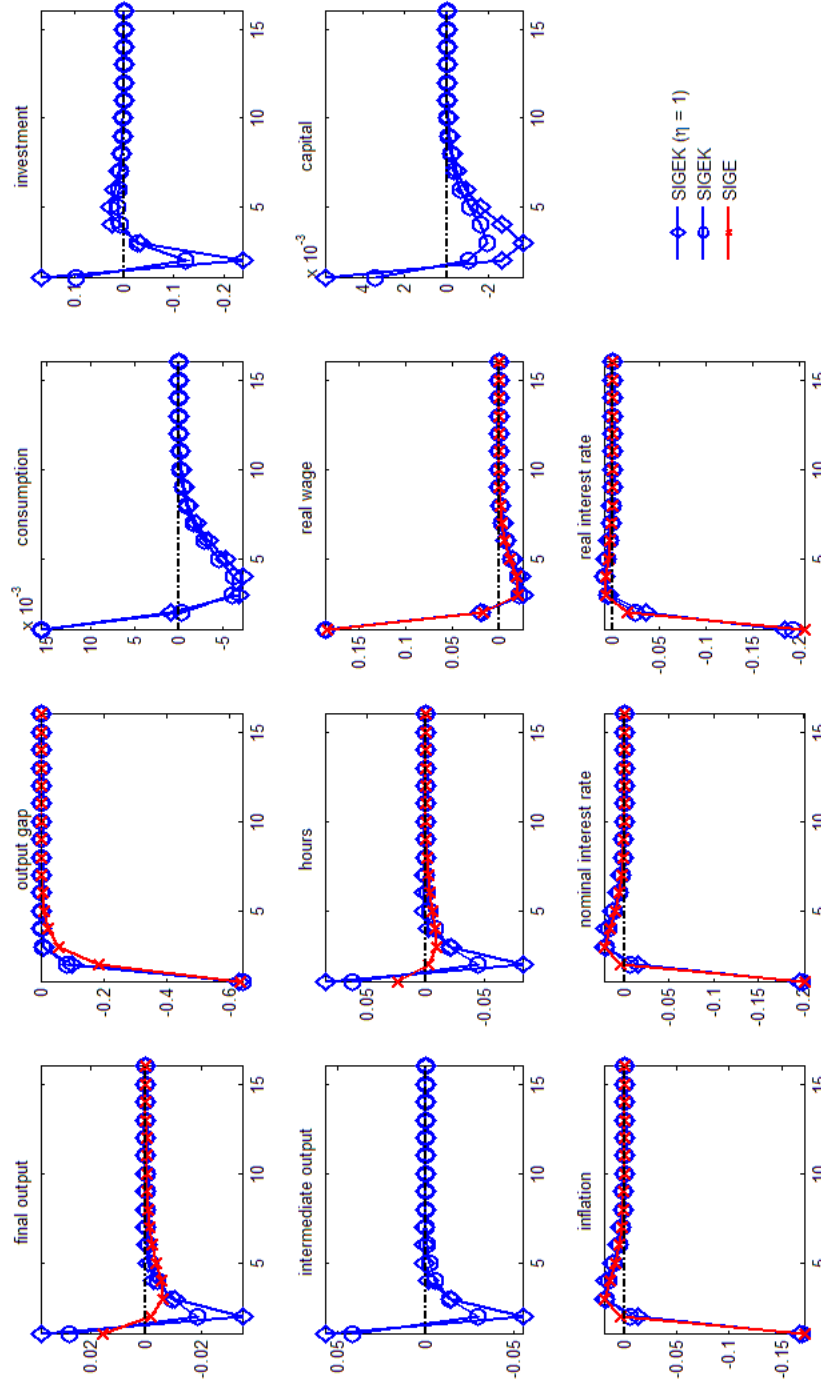 final output
0.02
0
-0.02
5 10 15
output gap
0
-0.2
-0.4
-0.6
5 10 15
consumption
x 10⁻³
15
10
5
0
-5
5 10 15
investment
0.1
0
-0.1
-0.2
5 10 15
intermediate output
0.05
0
-0.05
5 10 15
hours
0.05
0
-0.05
5 10 15
real wage
0.15
0.1
0.05
0
5 10 15
capital
x 10⁻³
4
2
0
-2
5 10 15
inflation
0
-0.05
-0.1
-0.15
5 10 15
nominal interest rate
0
-0.05
-0.1
-0.15
-0.2
5 10 15
real interest rate
0
-0.05
-0.1
-0.15
-0.2
5 10 15
SIGEK (η = 1)
SIGEK
SIGE